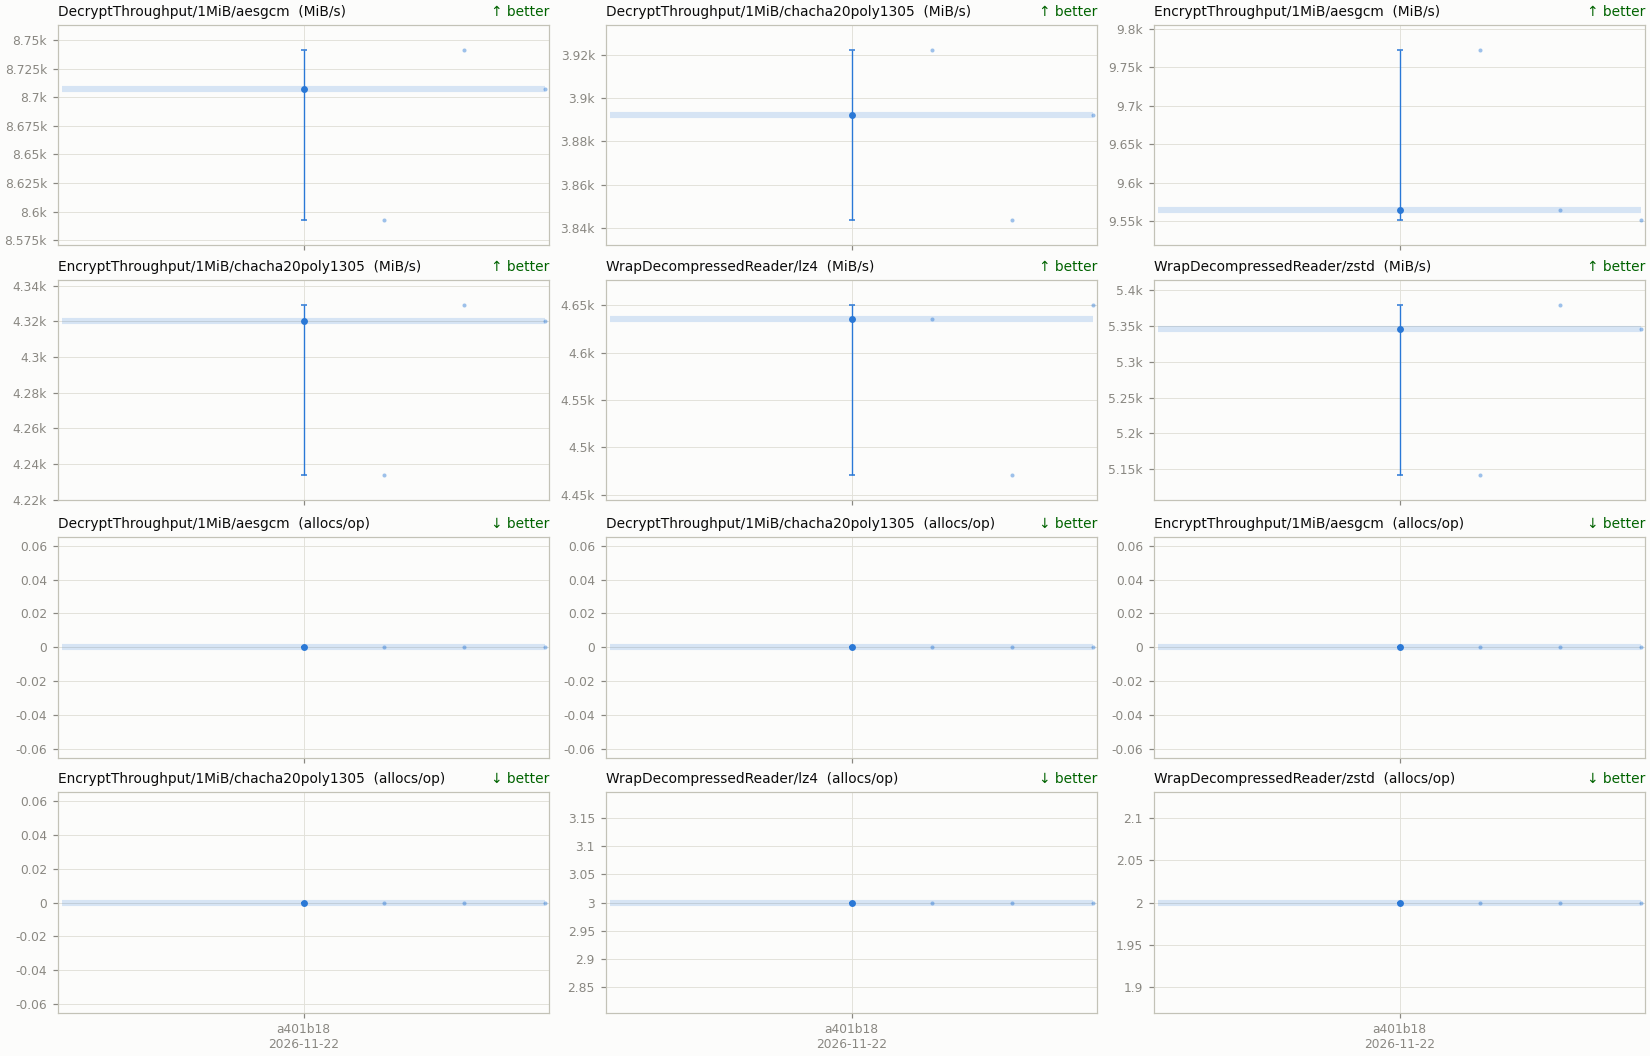 DecryptThroughput/1MiB/aesgcm (MiB/s) ↑ better
8.75k
8.725k
8.7k
8.675k
8.65k
8.625k
8.6k
8.575k
DecryptThroughput/1MiB/chacha20poly1305 (MiB/s) ↑ better
3.92k
3.9k
3.88k
3.86k
3.84k
EncryptThroughput/1MiB/aesgcm (MiB/s) ↑ better
9.8k
9.75k
9.7k
9.65k
9.6k
9.55k
EncryptThroughput/1MiB/chacha20poly1305 (MiB/s) ↑ better
4.34k
4.32k
4.3k
4.28k
4.26k
4.24k
4.22k
WrapDecompressedReader/lz4 (MiB/s) ↑ better
4.65k
4.6k
4.55k
4.5k
4.45k
WrapDecompressedReader/zstd (MiB/s) ↑ better
5.4k
5.35k
5.3k
5.25k
5.2k
5.15k
DecryptThroughput/1MiB/aesgcm (allocs/op) ↓ better
0.06
0.04
0.02
0
-0.02
-0.04
-0.06
DecryptThroughput/1MiB/chacha20poly1305 (allocs/op) ↓ better
0.06
0.04
0.02
0
-0.02
-0.04
-0.06
EncryptThroughput/1MiB/aesgcm (allocs/op) ↓ better
0.06
0.04
0.02
0
-0.02
-0.04
-0.06
EncryptThroughput/1MiB/chacha20poly1305 (allocs/op) ↓ better
0.06
0.04
0.02
0
-0.02
-0.04
-0.06
a401b18
2026-11-22
WrapDecompressedReader/lz4 (allocs/op) ↓ better
3.15
3.1
3.05
3
2.95
2.9
2.85
a401b18
2026-11-22
WrapDecompressedReader/zstd (allocs/op) ↓ better
2.1
2.05
2
1.95
1.9
a401b18
2026-11-22